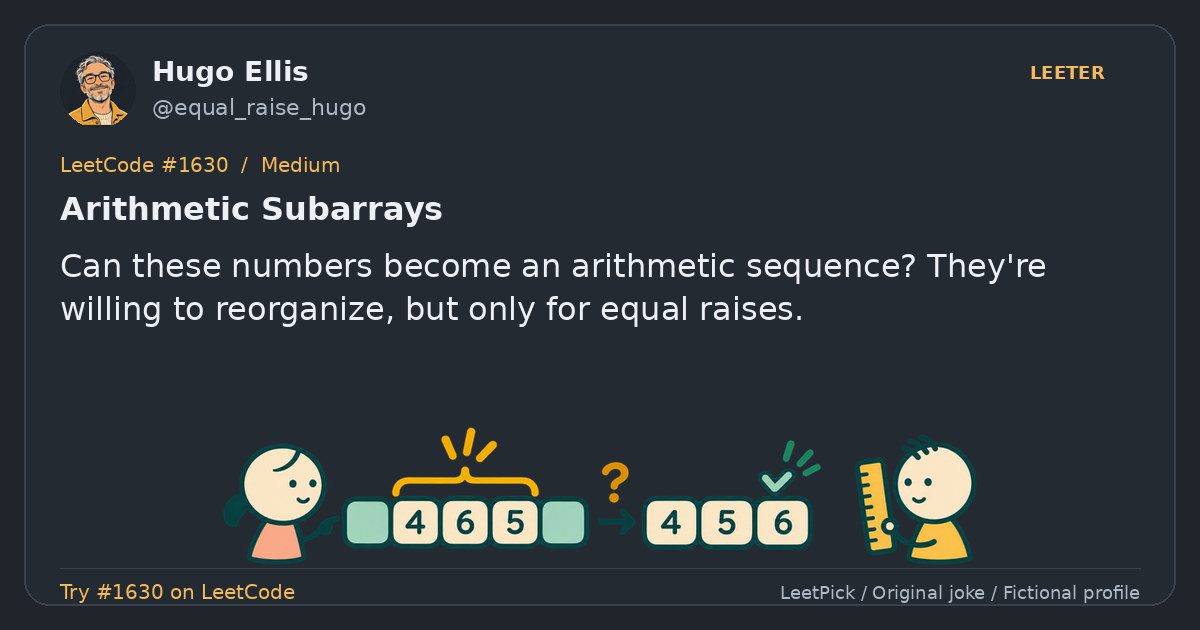 Hugo Ellis
@equal_raise_hugo
LEETER
LeetCode #1630 / Medium
Arithmetic Subarrays
Can these numbers become an arithmetic sequence? They're
willing to reorganize, but only for equal raises.
4 6 5 ? 4 5 6
Try #1630 on LeetCode
LeetPick / Original joke / Fictional profile